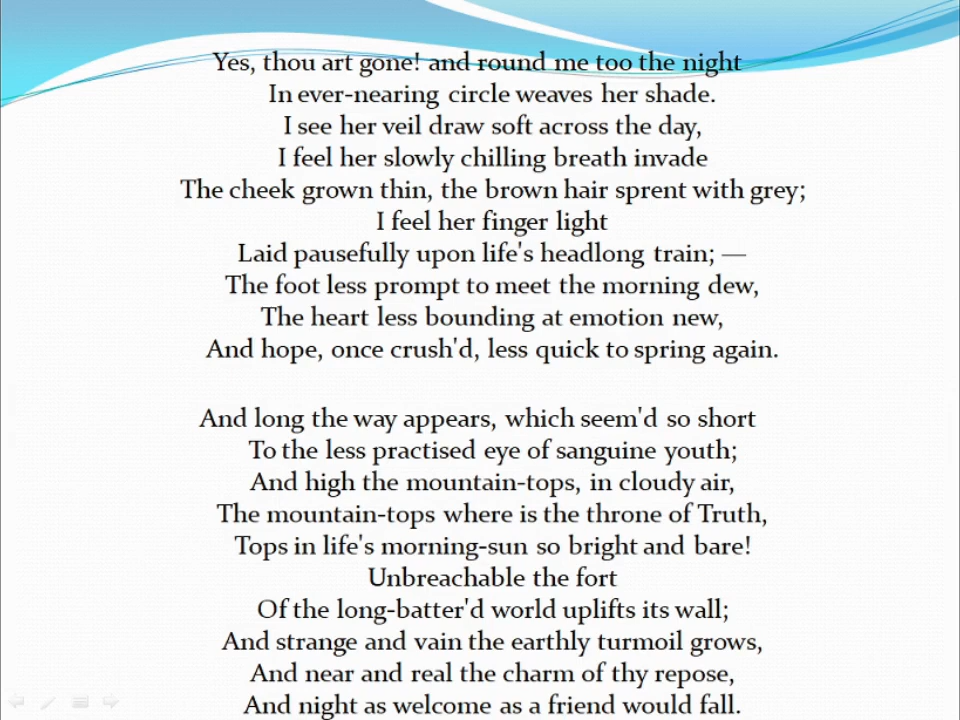 Yes, thou art gone! and round me too the night
In ever-nearing circle weaves her shade.
I see her veil draw soft across the day,
I feel her slowly chilling breath invade
The cheek grown thin, the brown hair sprent with grey;
I feel her finger light
Laid pausefully upon life's headlong train; —
The foot less prompt to meet the morning dew,
The heart less bounding at emotion new,
And hope, once crush'd, less quick to spring again.
And long the way appears, which seem'd so short
To the less practised eye of sanguine youth;
And high the mountain-tops, in cloudy air,
The mountain-tops where is the throne of Truth,
Tops in life's morning-sun so bright and bare!
Unbreachable the fort
Of the long-batter'd world uplifts its wall;
And strange and vain the earthly turmoil grows,
And near and real the charm of thy repose,
And night as welcome as a friend would fall.